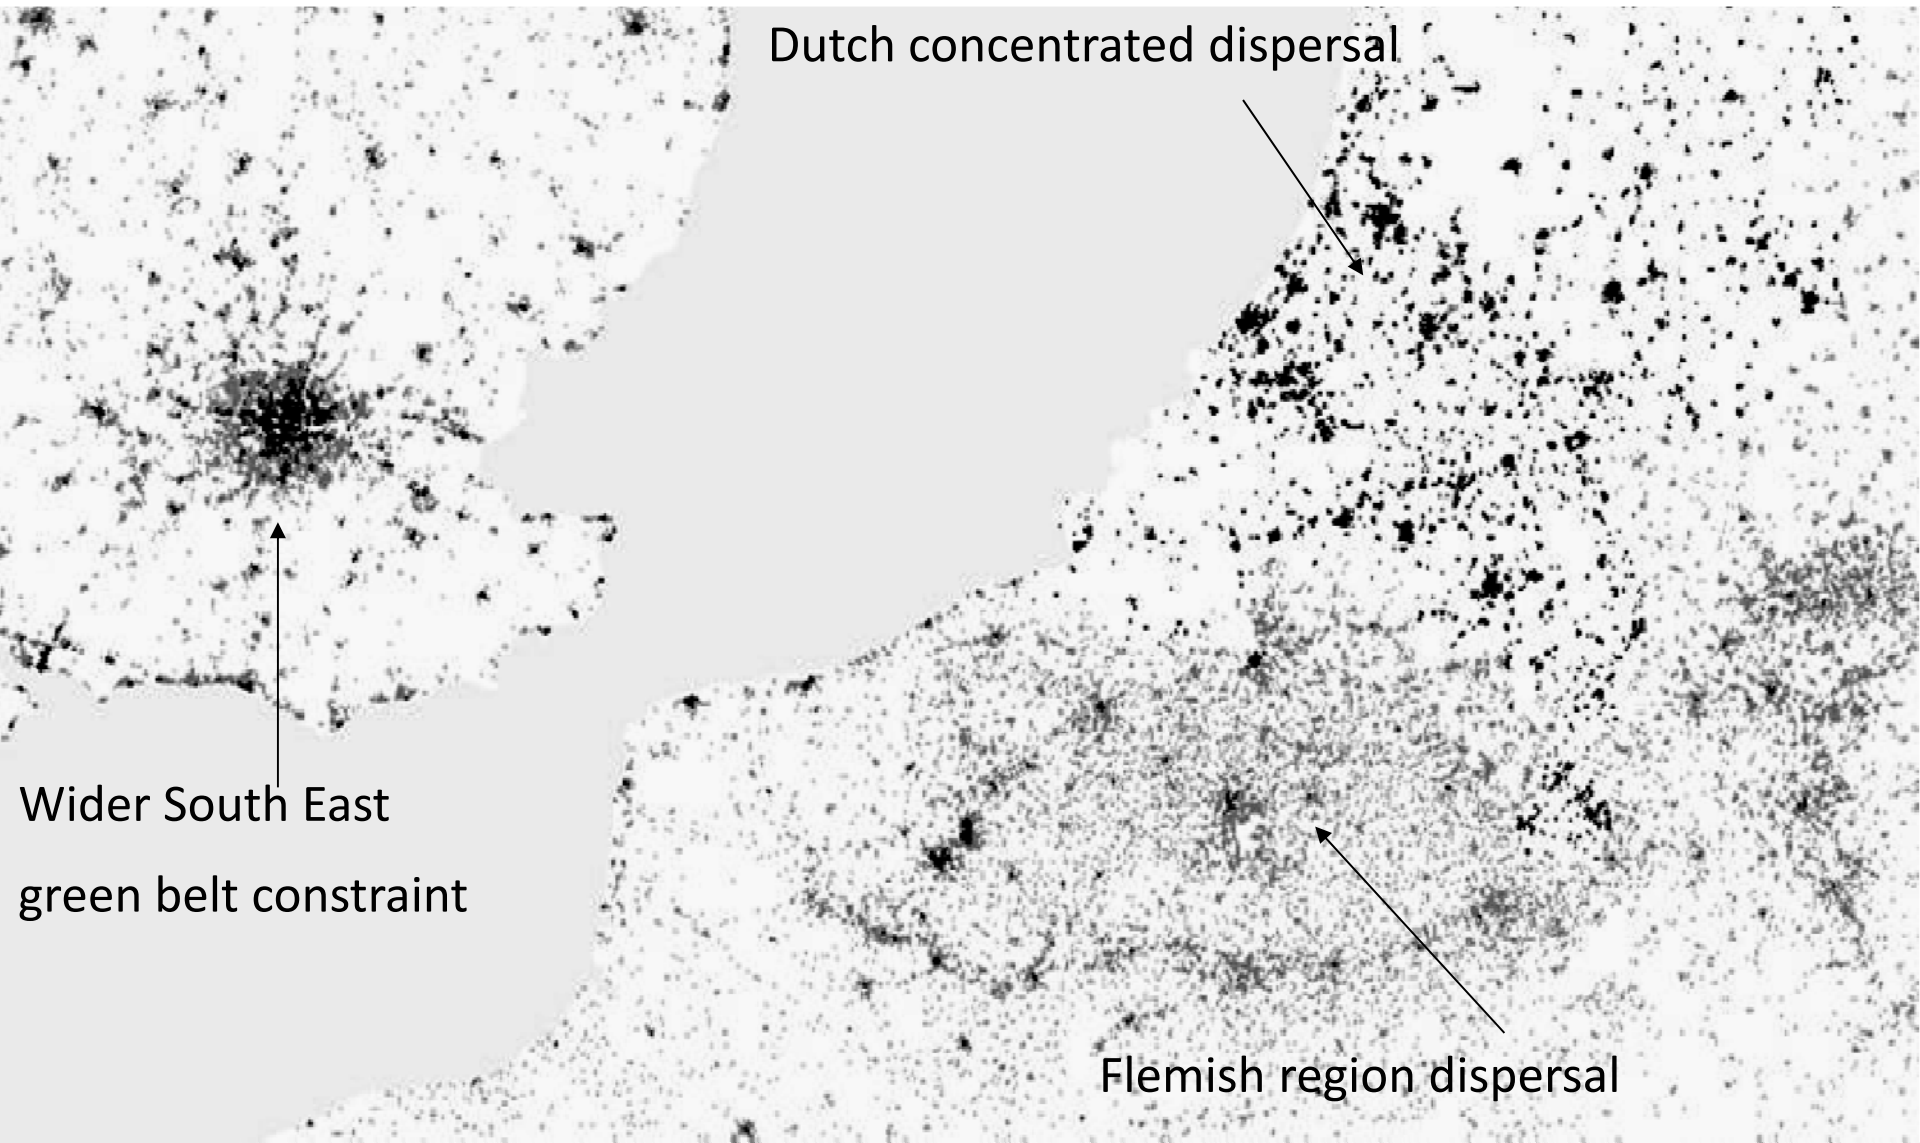 Dutch concentrated dispersal
Wider South East
green belt constraint
Flemish region dispersal